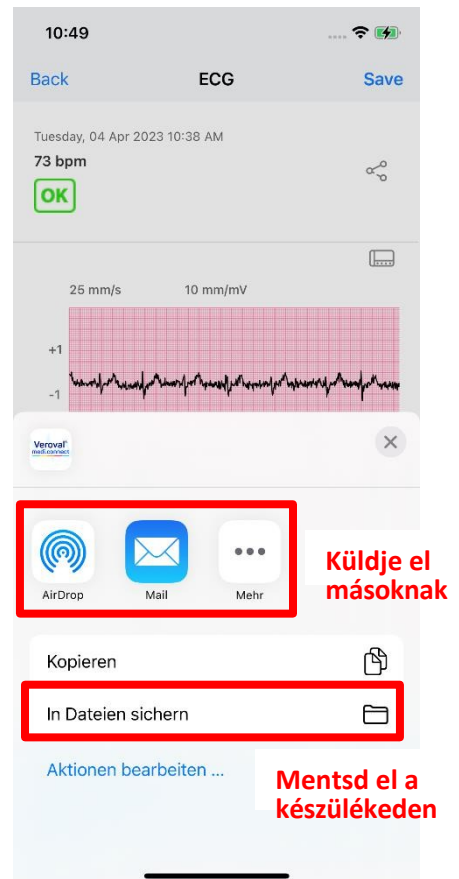 10:49
Back ECG Save
Tuesday, 04 Apr 2023 10:38 AM
73 bpm
OK
25 mm/s 10 mm/mV
+1
-1
Veroval®
medi.connect
AirDrop Mail Mehr
Küldje el
másoknak
Kopieren
In Dateien sichern
Aktionen bearbeiten ...
Mentsd el a
készülékeden